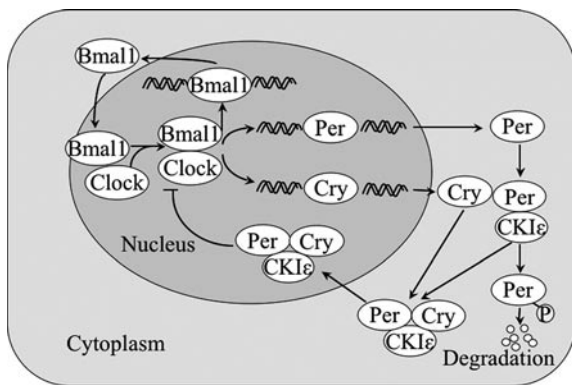 Bmal1
Bmal1
Bmal1
Clock
Bmal1
Clock
Per
Cry
Per
Cry
Per
CKIε
Nucleus
Per
Cry
CKIε
Per
P
Per
Cry
CKIε
Cytoplasm
Degradation